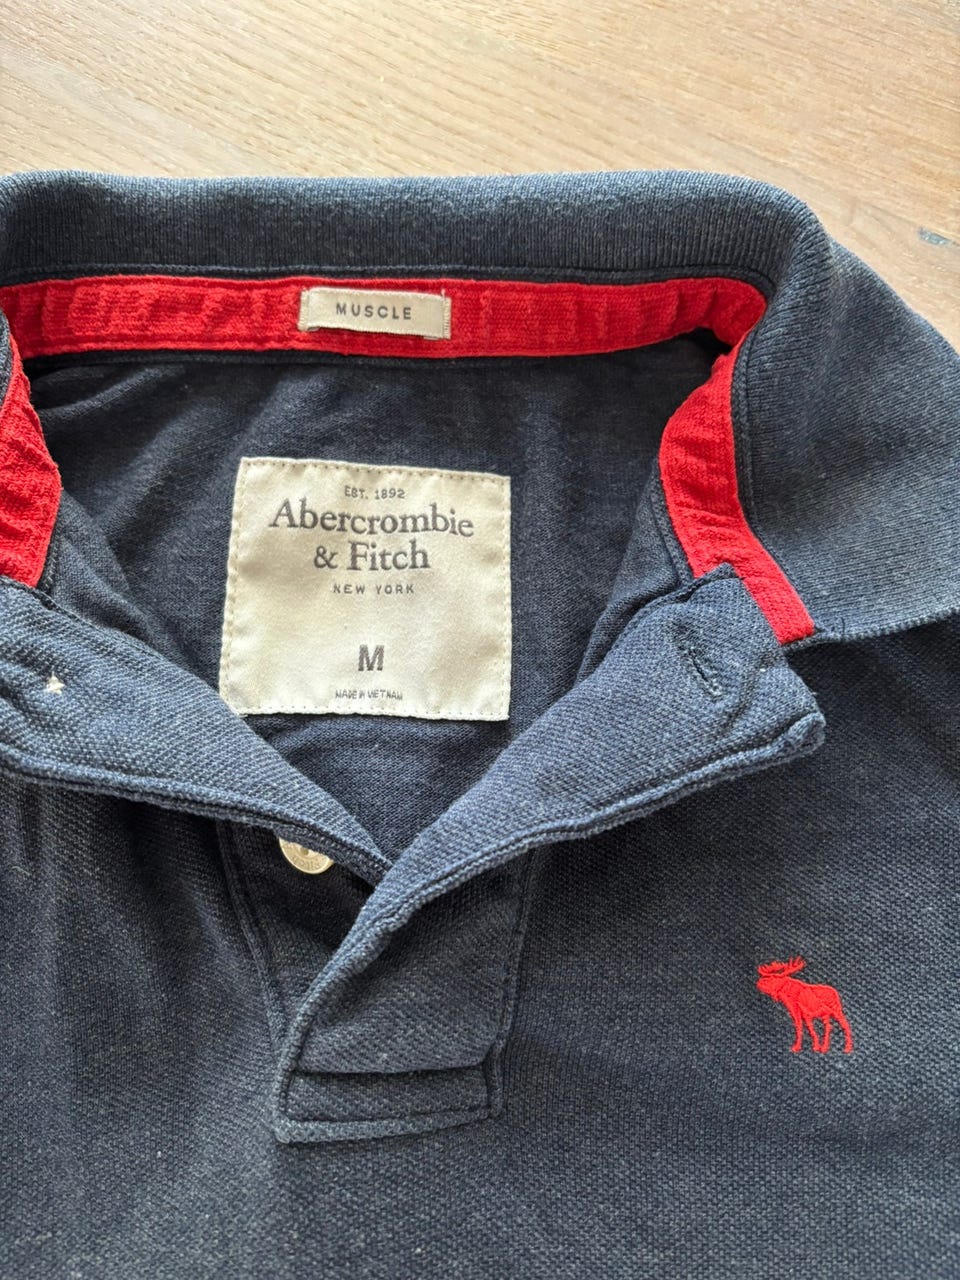 MUSCLE
EST. 1892
Abercrombie
& Fitch
NEW YORK
M
MADE IN VIETNAM